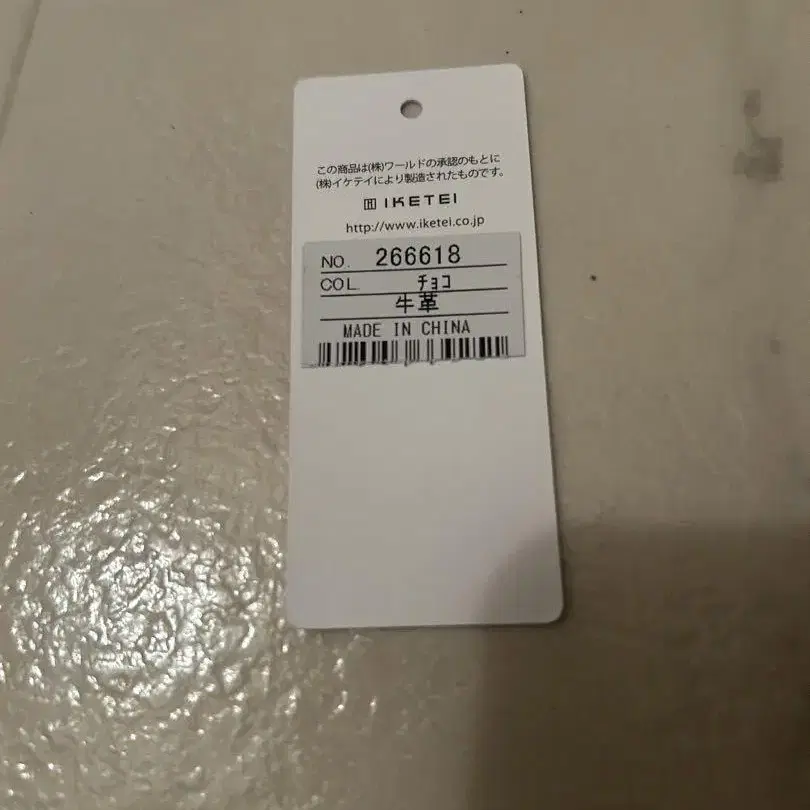 この商品は(株)ワールドの承認のもとに
(株)イケテイにより製造されたものです。
IKETEI
http://www.iketei.co.jp
NO. 266618
COL. チョコ
牛革
MADE IN CHINA